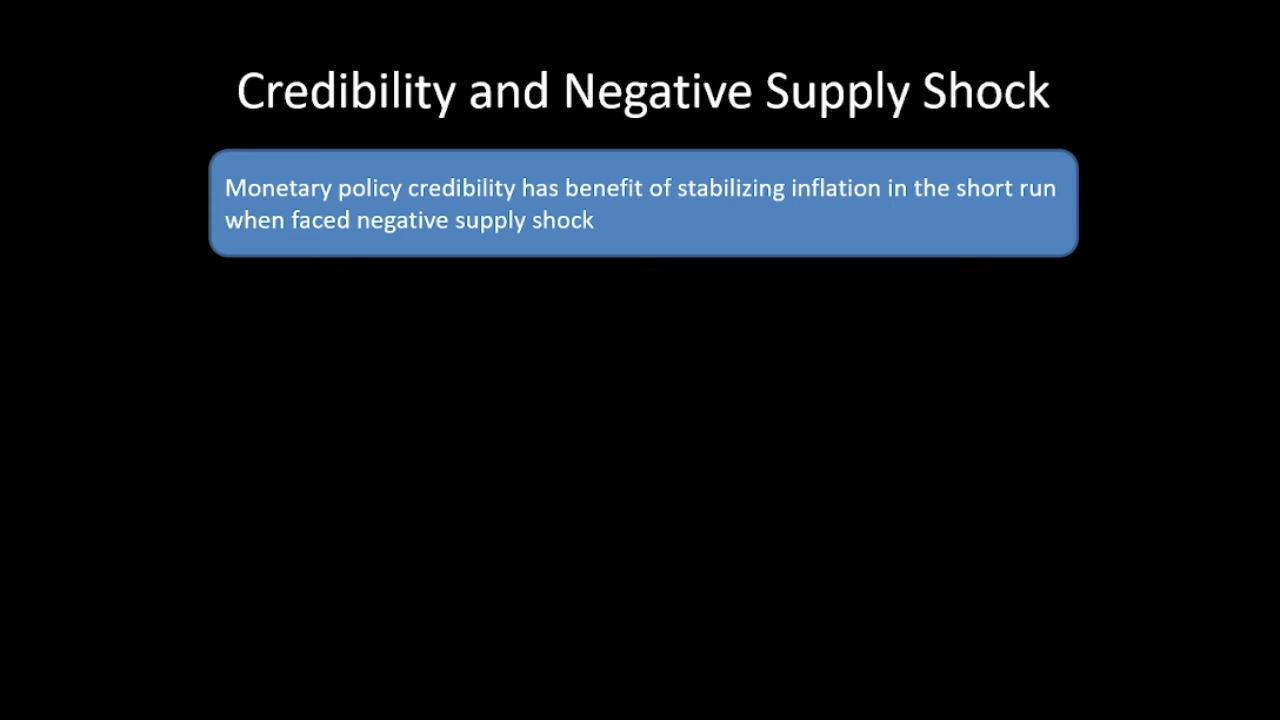 Credibility and Negative Supply Shock
Monetary policy credibility has benefit of stabilizing inflation in the short run
when faced negative supply shock